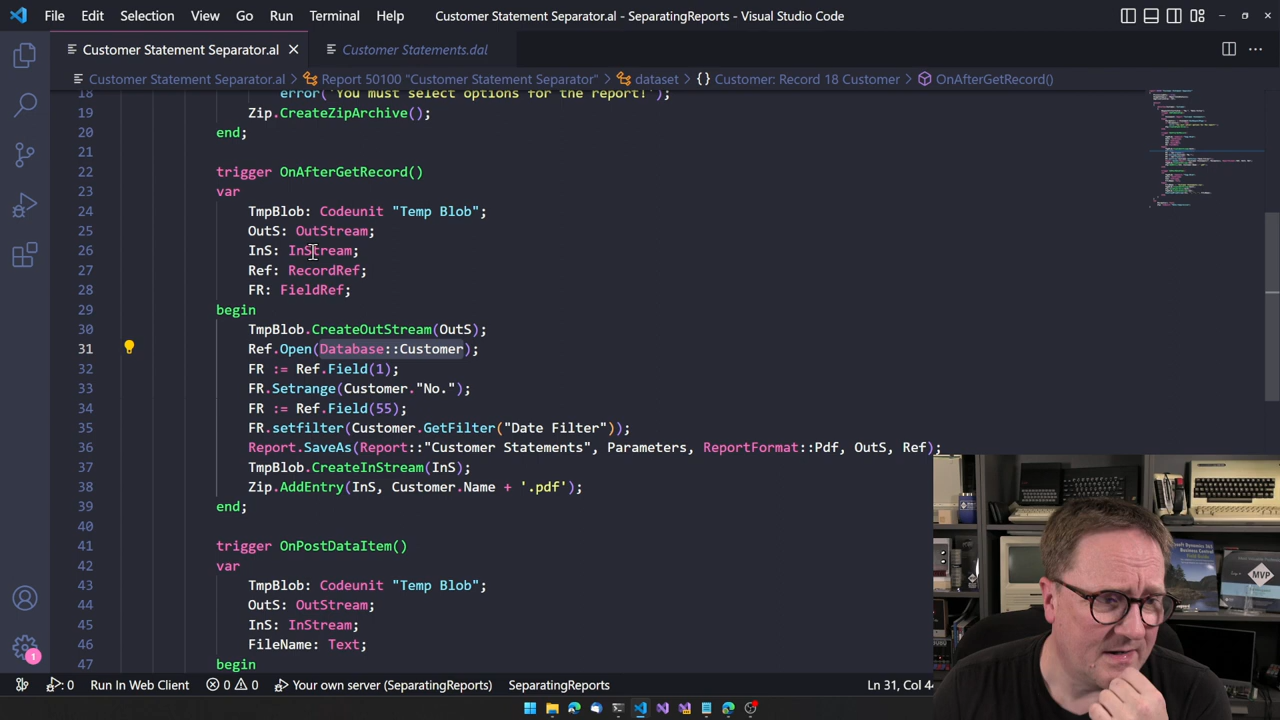 File Edit Selection View Go Run Terminal Help Customer Statement Separator.al - SeparatingReports - Visual Studio Code
Customer Statement Separator.al Customer Statements.dal
Customer Statement Separator.al > Report 50100 "Customer Statement Separator" > dataset > {} Customer: Record 18 Customer > OnAfterGetRecord()
18 error('You must select options for the report!');
19 Zip.CreateZipArchive();
20 end;
21
22 trigger OnAfterGetRecord()
23 var
24 TmpBlob: Codeunit "Temp Blob";
25 OutS: OutStream;
26 InS: InStream;
27 Ref: RecordRef;
28 FR: FieldRef;
29 begin
30 TmpBlob.CreateOutStream(OutS);
31 Ref.Open(Database::Customer);
32 FR := Ref.Field(1);
33 FR.Setrange(Customer."No.");
34 FR := Ref.Field(55);
35 FR.setfilter(Customer.GetFilter("Date Filter"));
36 Report.SaveAs(Report::"Customer Statements", Parameters, ReportFormat::Pdf, OutS, Ref);
37 TmpBlob.CreateInStream(InS);
38 Zip.AddEntry(InS, Customer.Name + '.pdf');
39 end;
40
41 trigger OnPostDataItem()
42 var
43 TmpBlob: Codeunit "Temp Blob";
44 OutS: OutStream;
45 InS: InStream;
46 FileName: Text;
47 begin
1
0 Run In Web Client 0 0 Your own server (SeparatingReports) SeparatingReports Ln 31, Col
Microsoft Dynamics 365
Business Central
MVP